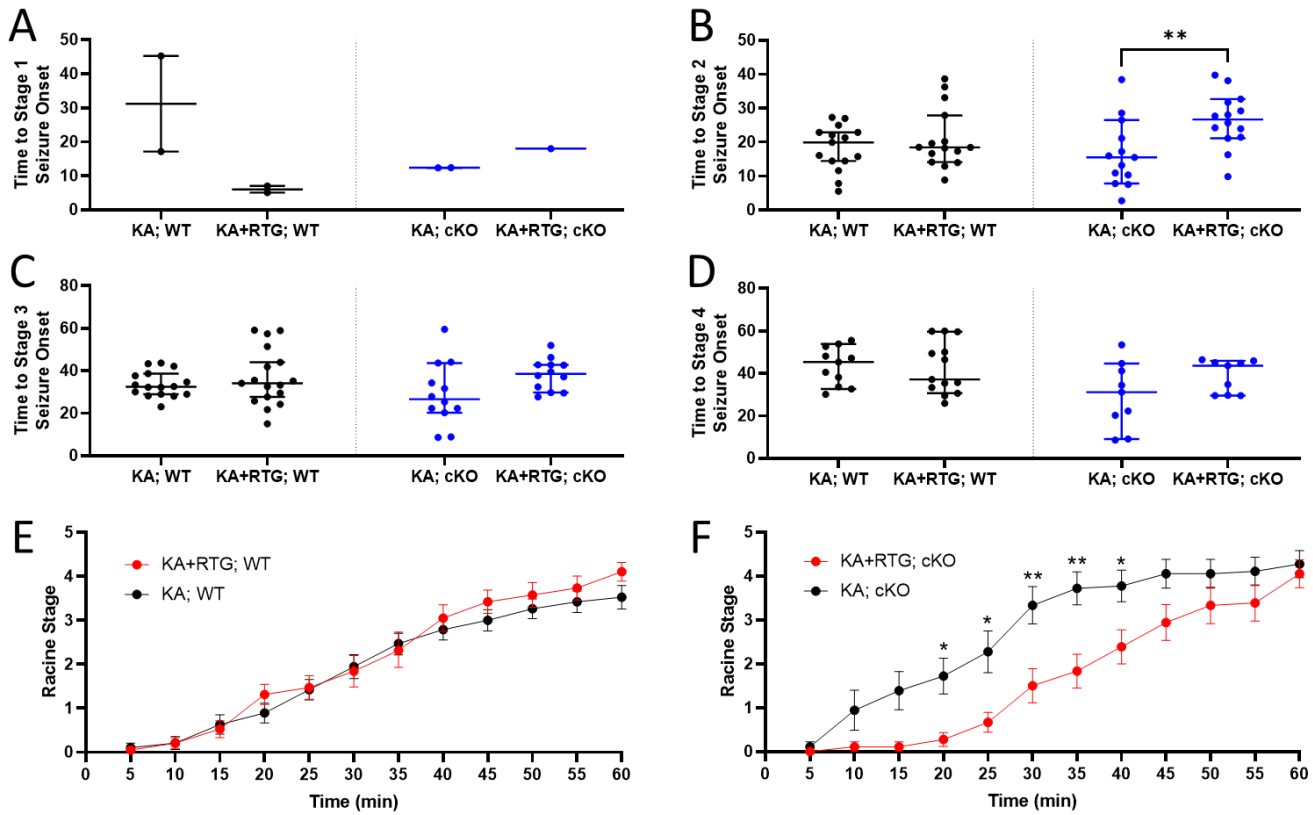 A
Time to Stage 1
Seizure Onset
50
40
30
20
10
0
KA; WT
KA+RTG; WT
KA; cKO
KA+RTG; cKO
B
Time to Stage 2
Seizure Onset
50
40
30
20
10
0
**
KA; WT
KA+RTG; WT
KA; cKO
KA+RTG; cKO
C
Time to Stage 3
Seizure Onset
80
60
40
20
0
KA; WT
KA+RTG; WT
KA; cKO
KA+RTG; cKO
D
Time to Stage 4
Seizure Onset
80
60
40
20
0
KA; WT
KA+RTG; WT
KA; cKO
KA+RTG; cKO
E
Racine Stage
5
4
3
2
1
0
KA+RTG; WT
KA; WT
0 5 10 15 20 25 30 35 40 45 50 55 60
Time (min)
F
Racine Stage
5
4
3
2
1
0
KA+RTG; cKO
KA; cKO
* * ** ** *
0 5 10 15 20 25 30 35 40 45 50 55 60
Time (min)